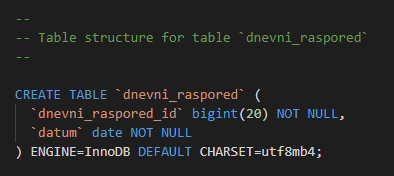 --
-- Table structure for table `dnevni_raspored`
--
CREATE TABLE `dnevni_raspored` (
  `dnevni_raspored_id` bigint(20) NOT NULL,
  `datum` date NOT NULL
) ENGINE=InnoDB DEFAULT CHARSET=utf8mb4;